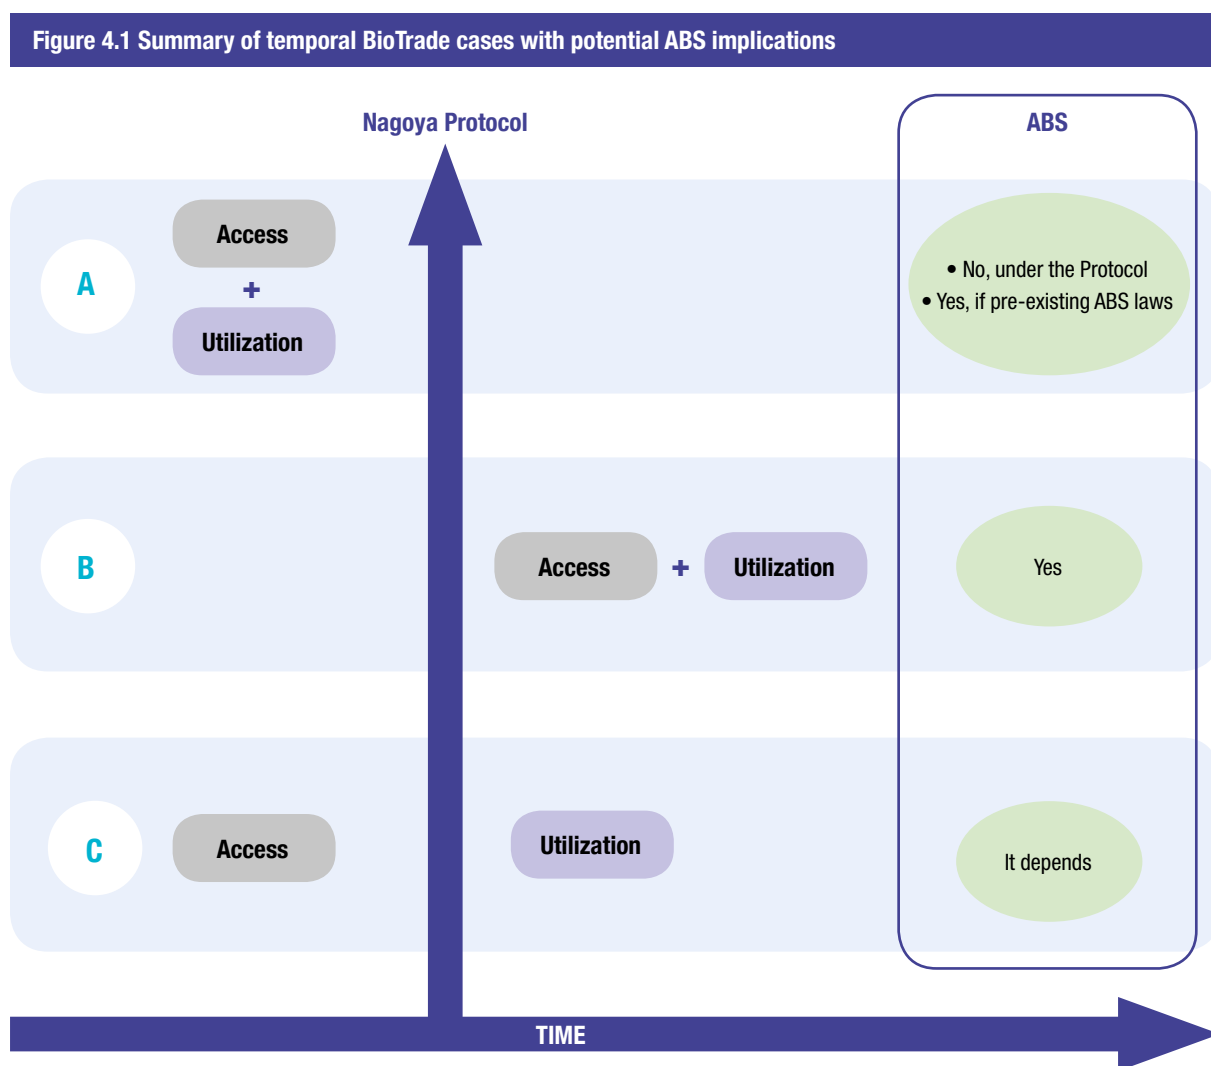 Figure 4.1 Summary of temporal BioTrade cases with potential ABS implications
Nagoya Protocol
ABS
A
Access
+
Utilization
• No, under the Protocol
• Yes, if pre-existing ABS laws
B
Access
+
Utilization
Yes
C
Access
Utilization
It depends
TIME